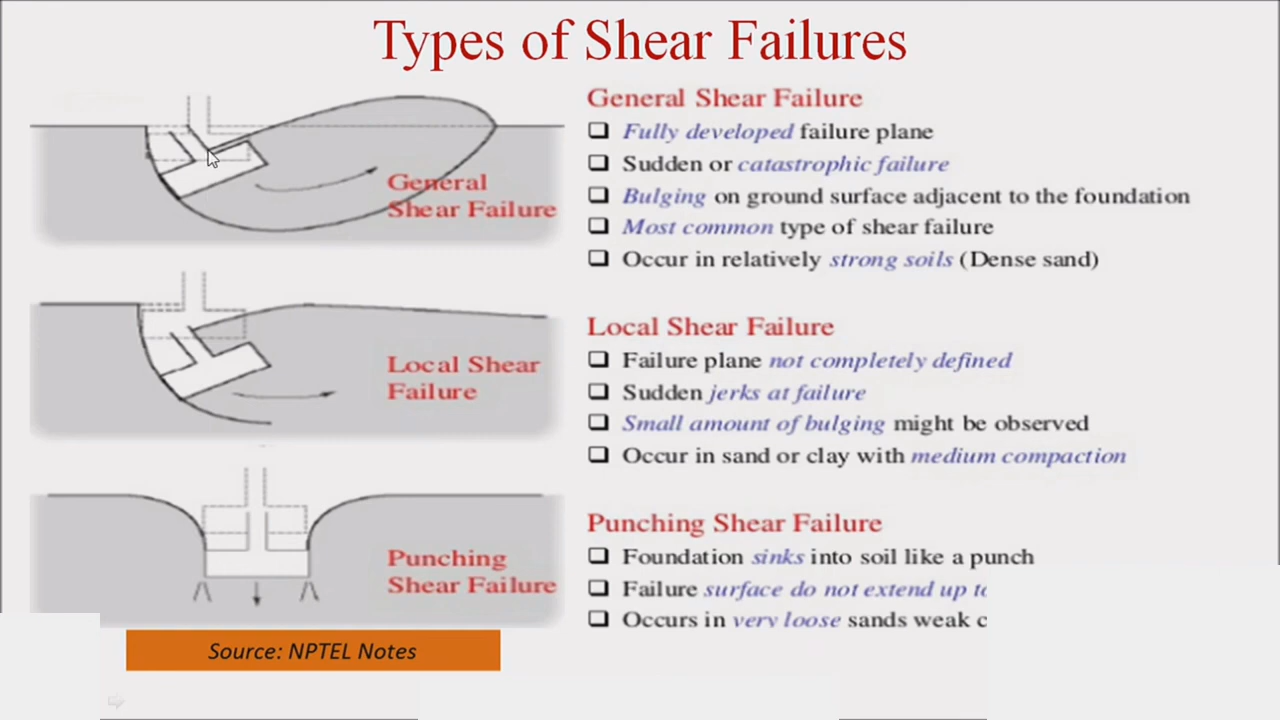 Types of Shear Failures
General
Shear Failure
General Shear Failure
❑ Fully developed failure plane
❑ Sudden or catastrophic failure
❑ Bulging on ground surface adjacent to the foundation
❑ Most common type of shear failure
❑ Occur in relatively strong soils (Dense sand)
Local Shear
Failure
Local Shear Failure
❑ Failure plane not completely defined
❑ Sudden jerks at failure
❑ Small amount of bulging might be observed
❑ Occur in sand or clay with medium compaction
Punching
Shear Failure
Punching Shear Failure
❑ Foundation sinks into soil like a punch
❑ Failure surface do not extend up to
❑ Occurs in very loose sands weak c
Source: NPTEL Notes